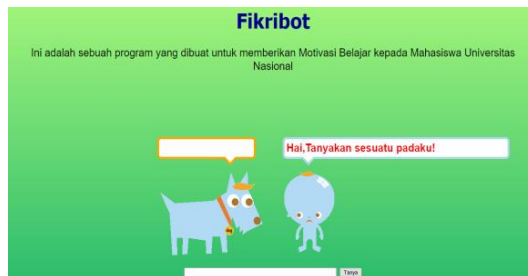 Fikribot
Ini adalah sebuah program yang dibuat untuk memberikan Motivasi Belajar kepada Mahasiswa Universitas
Nasional
Hai,Tanyakan sesuatu padaku!
Tanya